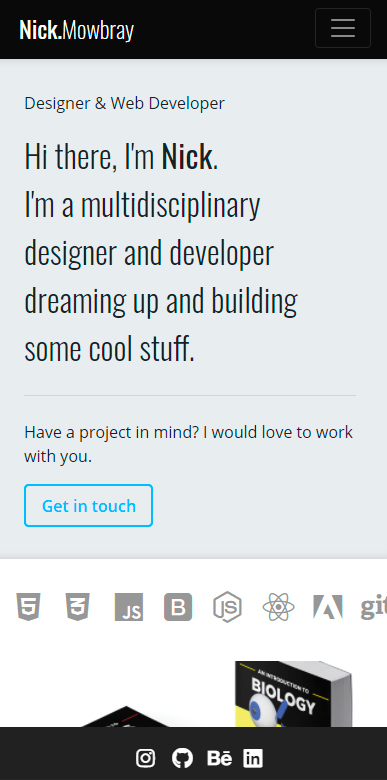 Nick.Mowbray
Designer & Web Developer
Hi there, I'm Nick.
I'm a multidisciplinary
designer and developer
dreaming up and building
some cool stuff.
Have a project in mind? I would love to work
with you.
Get in touch
5 3 JS B JS A git
AN INTRODUCTION TO
BIOLOGY
Bē in